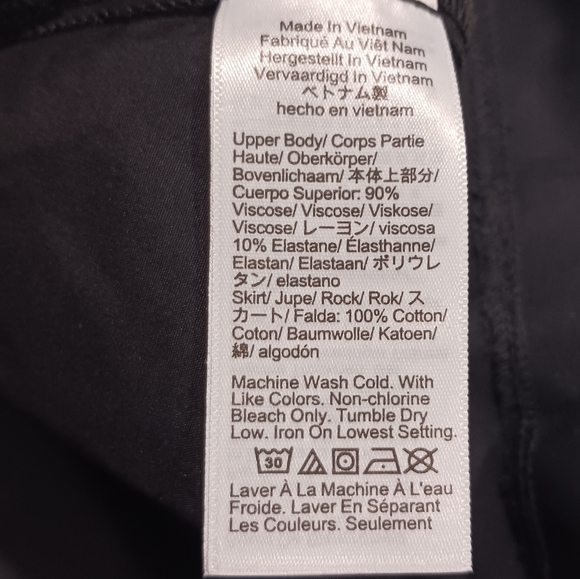 Made In Vietnam
Fabriqué Au Viêt Nam
Hergestellt In Vietnam
Vervaardigd In Vietnam
ベトナム製
hecho en vietnam
Upper Body/ Corps Partie
Haute/ Oberkörper/
Bovenlichaam/ 本体上部分/
Cuerpo Superior: 90%
Viscose/ Viscose/ Viskose/
Viscose/ レーヨン/ viscosa
10% Elastane/ Élasthanne/
Elastan/ Elastaan/ ポリウレ
タン/ elastano
Skirt/ Jupe/ Rock/ Rok/ ス
カート/ Falda: 100% Cotton/
Coton/ Baumwolle/ Katoen/
綿/ algodón
Machine Wash Cold. With
Like Colors. Non-chlorine
Bleach Only. Tumble Dry
Low. Iron On Lowest Setting.
30
Laver À La Machine À L'eau
Froide. Laver En Séparant
Les Couleurs. Seulement